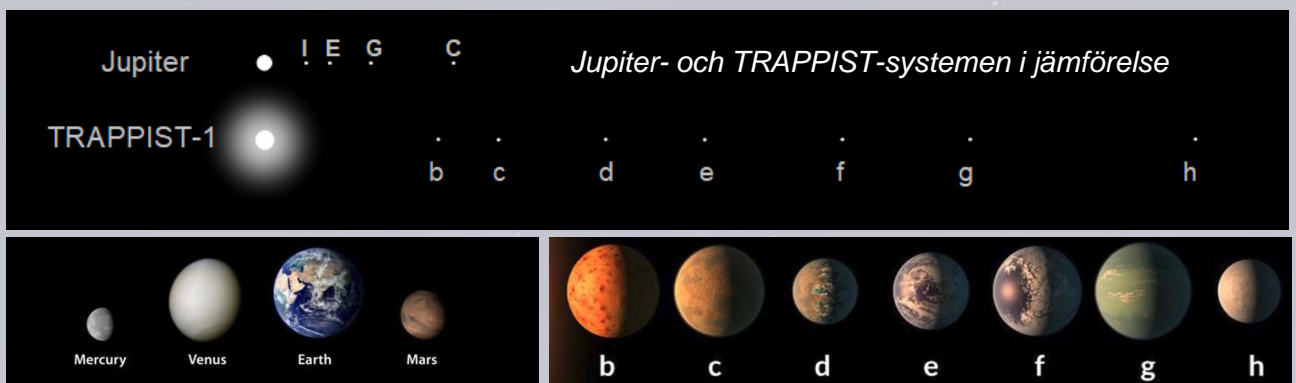 Jupiter I E G C Jupiter- och TRAPPIST-systemen i jämförelse
TRAPPIST-1
b c d e f g h
Mercury Venus Earth Mars
b c d e f g h